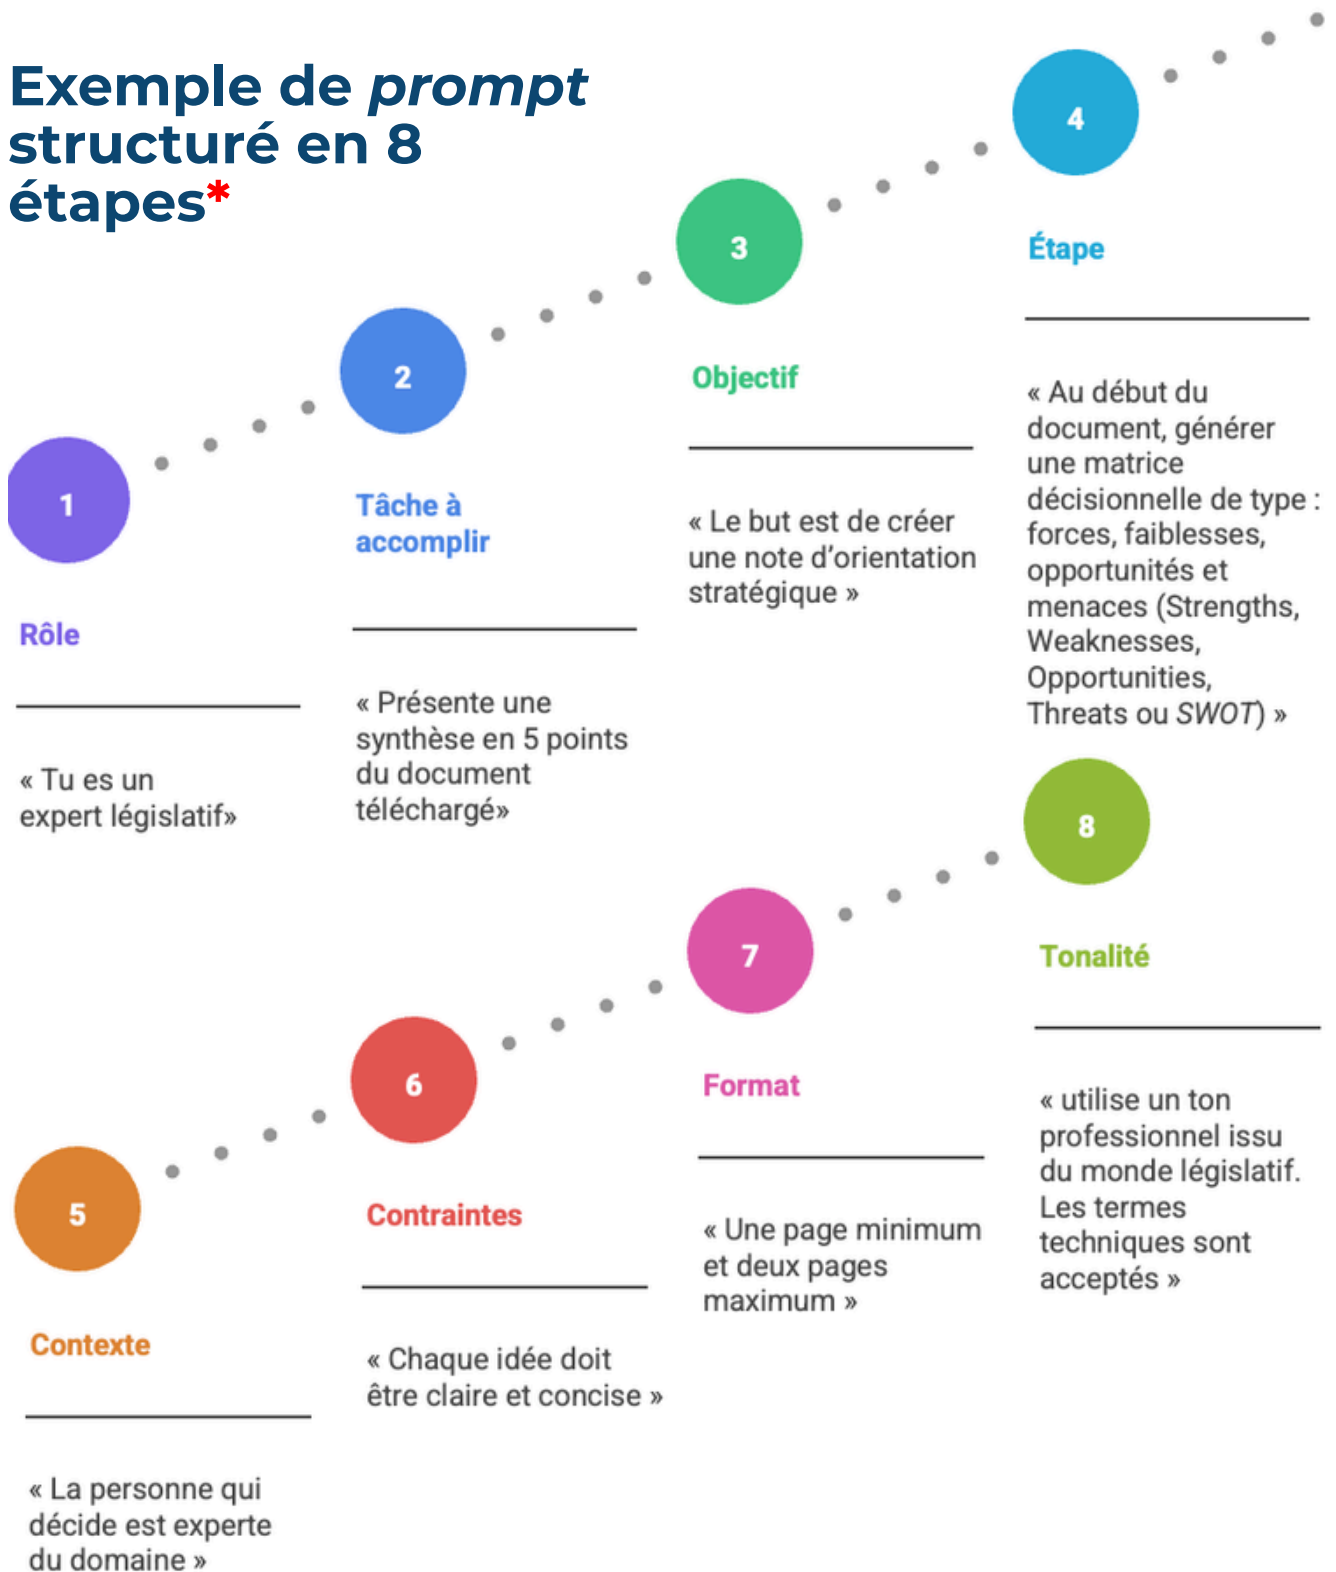 Exemple de prompt
structuré en 8
étapes*
1
Rôle
« Tu es un
expert législatif»
2
Tâche à
accomplir
« Présente une
synthèse en 5 points
du document
téléchargé»
3
Objectif
« Le but est de créer
une note d’orientation
stratégique »
4
Étape
« Au début du
document, générer
une matrice
décisionnelle de type :
forces, faiblesses,
opportunités et
menaces (Strengths,
Weaknesses,
Opportunities,
Threats ou SWOT) »
5
Contexte
« La personne qui
décide est experte
du domaine »
6
Contraintes
« Chaque idée doit
être claire et concise »
7
Format
« Une page minimum
et deux pages
maximum »
8
Tonalité
« utilise un ton
professionnel issu
du monde législatif.
Les termes
techniques sont
acceptés »